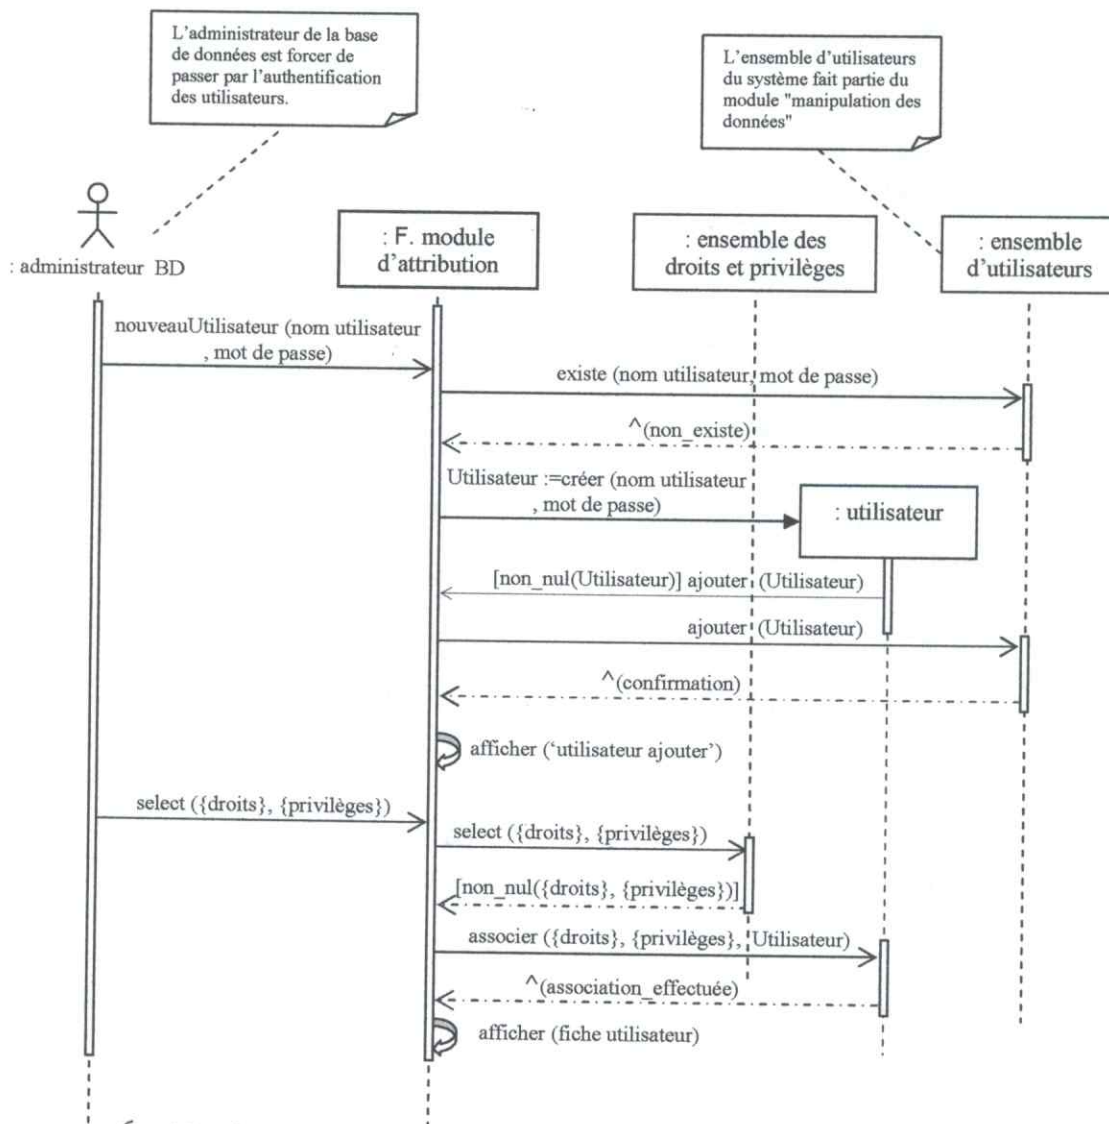 L'administrateur de la base
de données est forcer de
passer par l'authentification
des utilisateurs.
L'ensemble d'utilisateurs
du système fait partie du
module "manipulation des
données"
: administrateur BD
: F. module
d'attribution
: ensemble des
droits et privilèges
: ensemble
d'utilisateurs
nouveauUtilisateur (nom utilisateur
, mot de passe)
existe (nom utilisateur, mot de passe)
^(non_existe)
Utilisateur :=créer (nom utilisateur
, mot de passe)
: utilisateur
[non_nul(Utilisateur)] ajouter (Utilisateur)
ajouter (Utilisateur)
^(confirmation)
afficher (‘utilisateur ajouter’)
select ({droits}, {privilèges})
select ({droits}, {privilèges})
[non_nul({droits}, {privilèges})]
associer ({droits}, {privilèges}, Utilisateur)
^(association_effectuée)
afficher (fiche utilisateur)